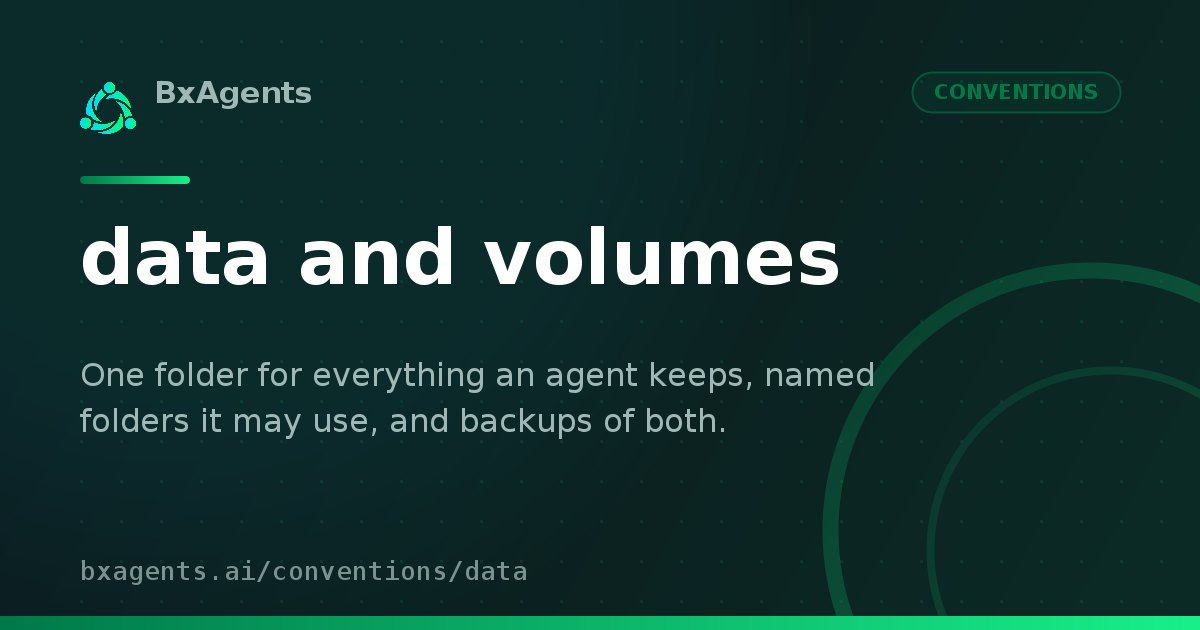 BxAgents
CONVENTIONS
data and volumes
One folder for everything an agent keeps, named
folders it may use, and backups of both.
bxagents.ai/conventions/data